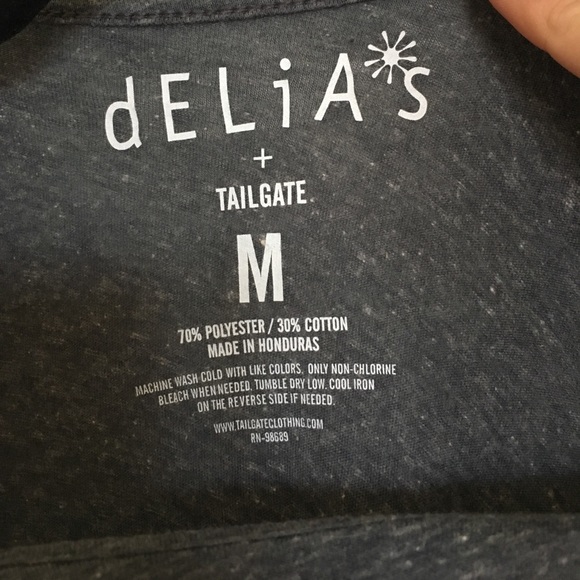 dELiA*s
+
TAILGATE
M
70% POLYESTER / 30% COTTON
MADE IN HONDURAS
MACHINE WASH COLD WITH LIKE COLORS. ONLY NON-CHLORINE
BLEACH WHEN NEEDED. TUMBLE DRY LOW. COOL IRON
ON THE REVERSE SIDE IF NEEDED.
WWW.TAILGATECLOTHING.COM
RN-98689